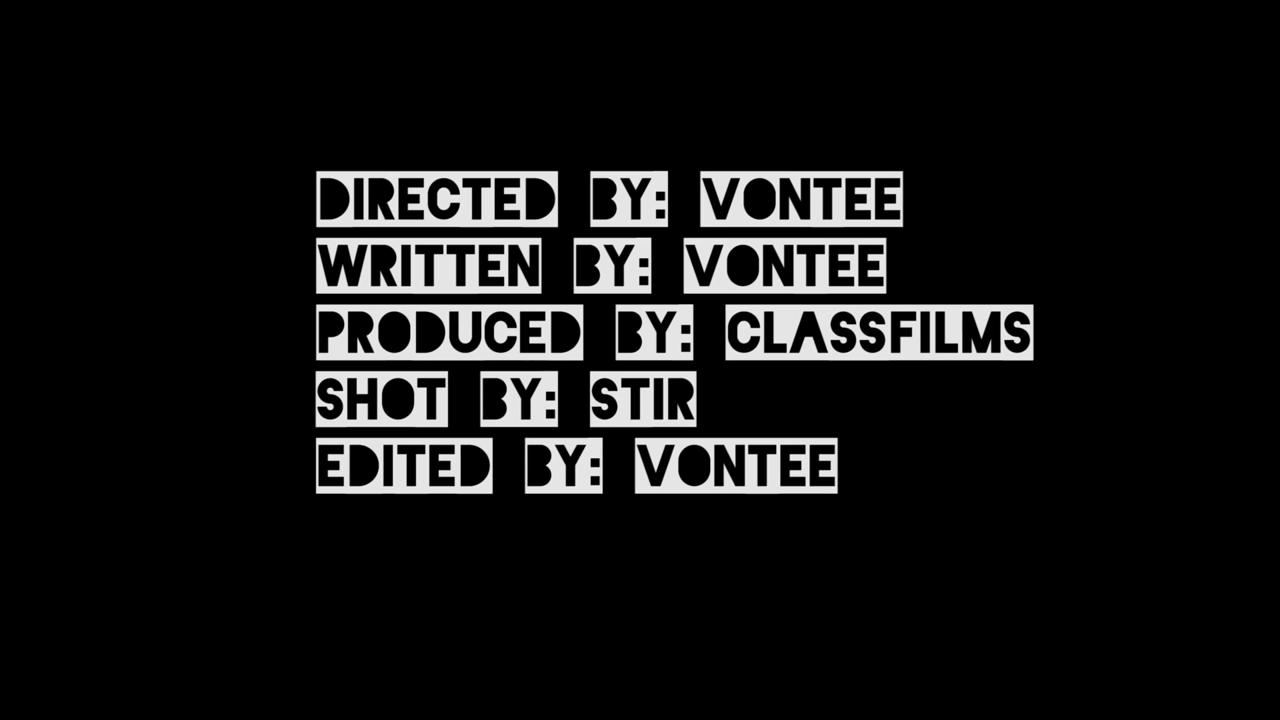 DIRECTED BY: VONTEE
WRITTEN BY: VONTEE
PRODUCED BY: CLASSFILMS
SHOT BY: STIR
EDITED BY: VONTEE